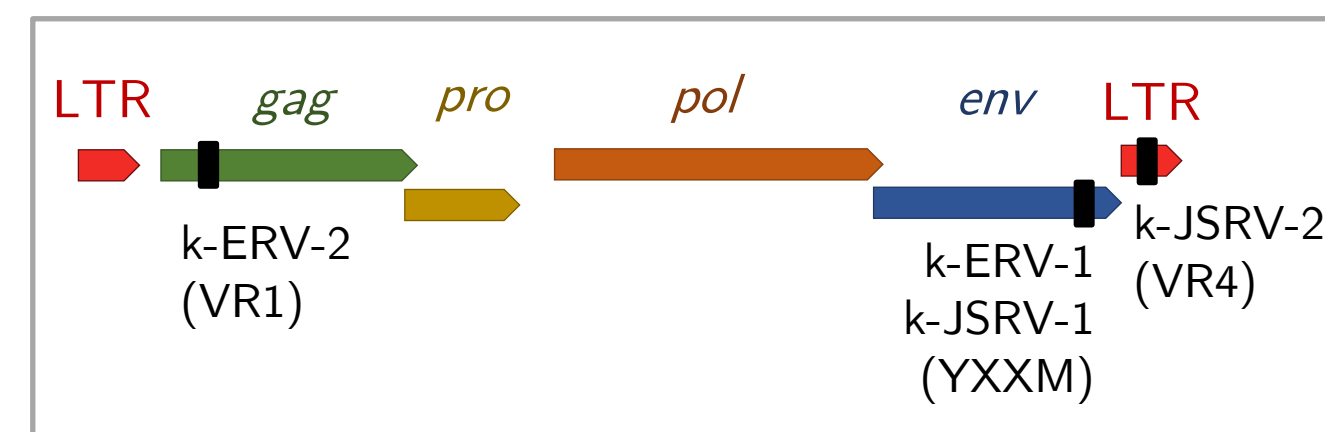 LTR
gag
pro
pol
env
LTR
k-ERV-2
(VR1)
k-ERV-1
k-JSRV-1
(YXXM)
k-JSRV-2
(VR4)